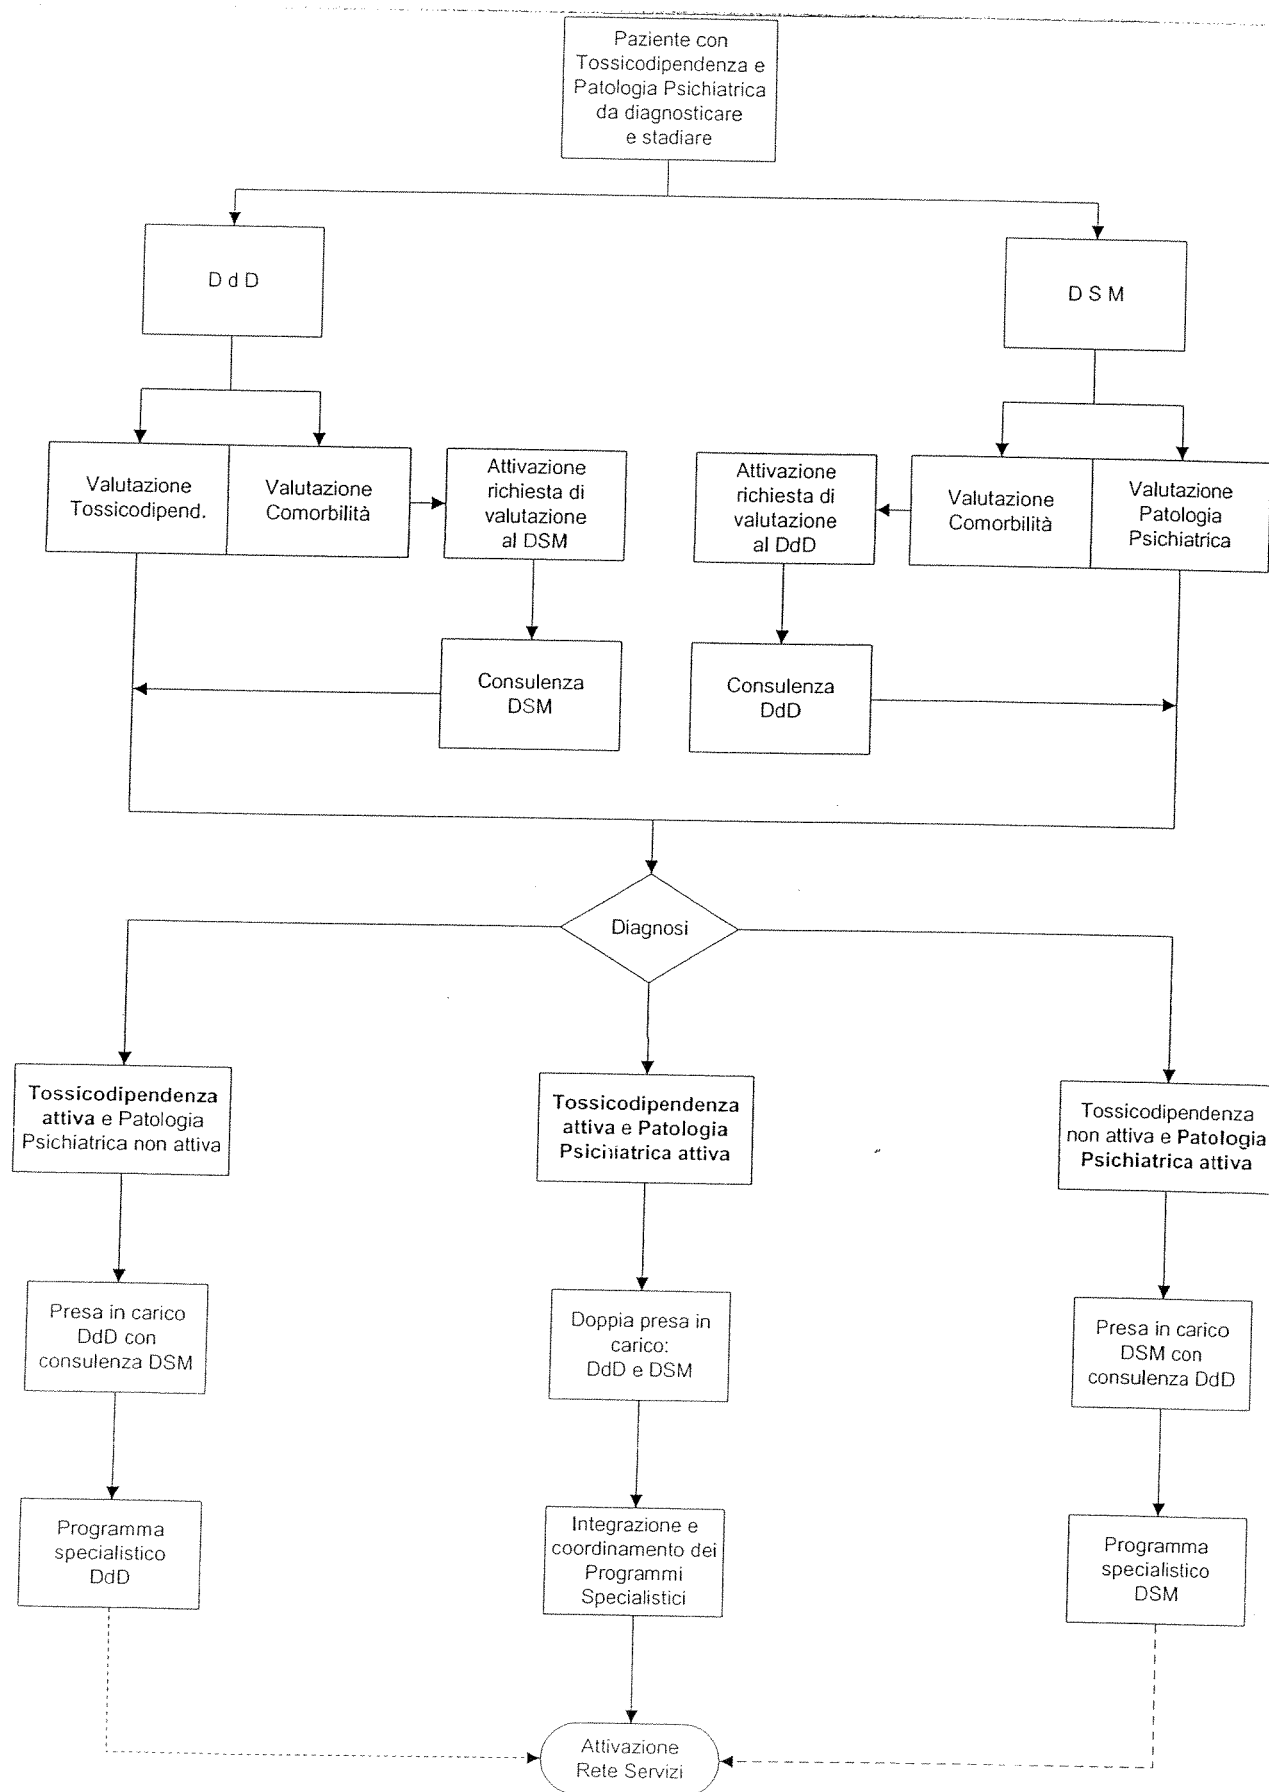 Paziente con
Tossicodipendenza e
Patologia Psichiatrica
da diagnosticare
e stadiare
D d D
D S M
Valutazione
Tossicodipend.
Valutazione
Comorbilità
Attivazione
richiesta di
valutazione
al DSM
Attivazione
richiesta di
valutazione
al DdD
Valutazione
Comorbilità
Valutazione
Patologia
Psichiatrica
Consulenza
DSM
Consulenza
DdD
Diagnosi
Tossicodipendenza
attiva e Patologia
Psichiatrica non attiva
Tossicodipendenza
attiva e Patologia
Psichiatrica attiva
Tossicodipendenza
non attiva e Patologia
Psichiatrica attiva
Presa in carico
DdD con
consulenza DSM
Doppia presa in
carico:
DdD e DSM
Presa in carico
DSM con
consulenza DdD
Programma
specialistico
DdD
Integrazione e
coordinamento dei
Programmi
Specialistici
Programma
specialistico
DSM
Attivazione
Rete Servizi